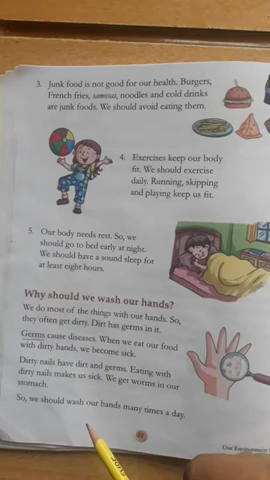 3. Junk food is not good for our health. Burgers,
French fries, samosas, noodles and cold drinks
are junk foods. We should avoid eating them.
4. Exercises keep our body
fit. We should exercise
daily. Running, skipping
and playing keep us fit.
5. Our body needs rest. So, we
should go to bed early at night.
We should have a sound sleep for
at least eight hours.
Why should we wash our hands?
We do most of the things with our hands. So,
they often get dirty. Dirt has germs in it.
Germs cause diseases. When we eat our food
with dirty hands, we become sick.
Dirty nails have dirt and germs. Eating with
dirty nails makes us sick. We get worms in our
stomach.
So, we should wash our hands many times a day.
Our Environment